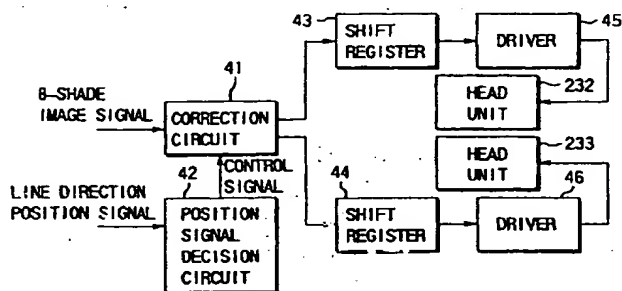 43
SHIFT
REGISTER
45
DRIVER
41
8-SHADE
IMAGE SIGNAL
CORRECTION
CIRCUIT
232
HEAD
UNIT
233
HEAD
UNIT
CONTROL
SIGNAL
42
LINE DIRECTION
POSITION SIGNAL
POSITION
SIGNAL
DECISION
CIRCUIT
44
SHIFT
REGISTER
46
DRIVER